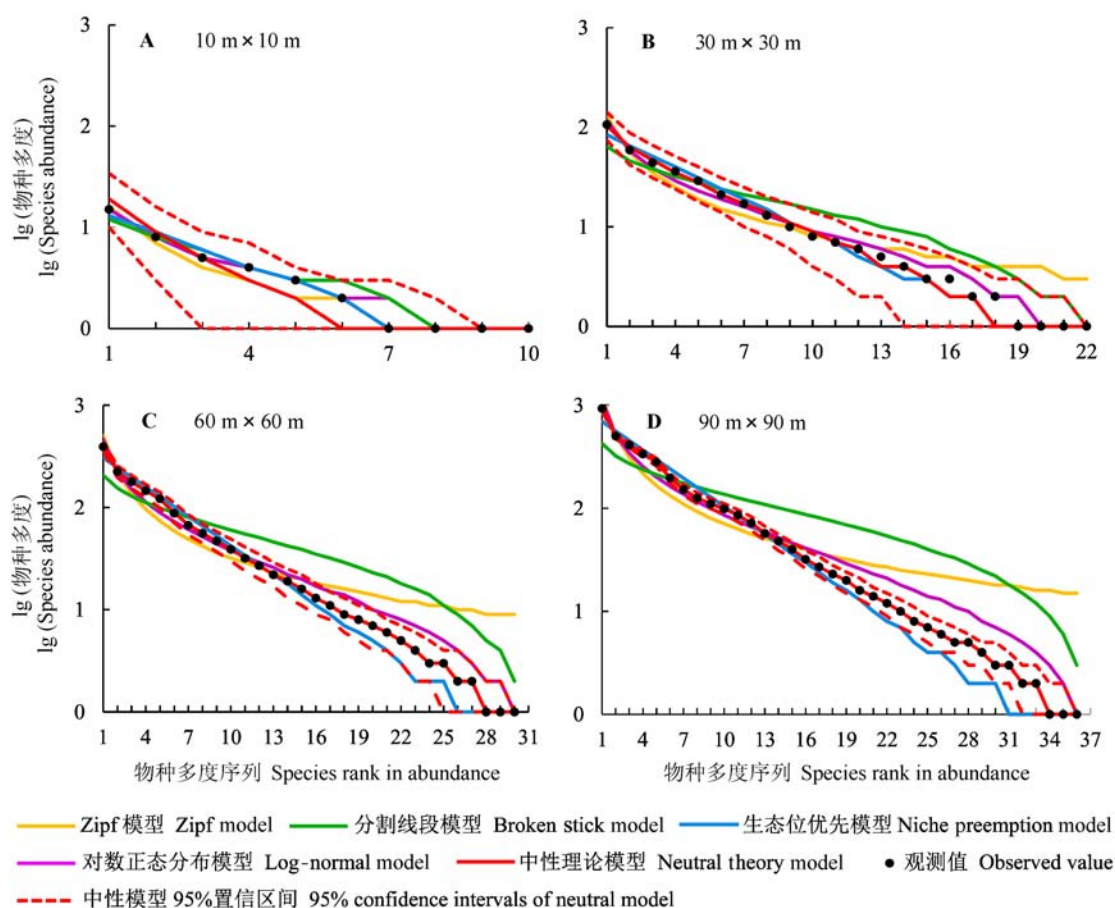 A 10 m × 10 m
B 30 m × 30 m
lg (物种多度)
lg (Species abundance)
3
2
1
0
1 4 7 10
3
2
1
0
1 4 7 10 13 16 19 22
C 60 m × 60 m
D 90 m × 90 m
lg (物种多度)
lg (Species abundance)
3
2
1
0
1 4 7 10 13 16 19 22 25 28 31
3
2
1
0
1 4 7 10 13 16 19 22 25 28 31 34 37
物种多度序列 Species rank in abundance
物种多度序列 Species rank in abundance
Zipf 模型 Zipf model 分割线段模型 Broken stick model 生态位优先模型 Niche preemption model
对数正态分布模型 Log-normal model 中性理论模型 Neutral theory model 观测值 Observed value
中性模型 95%置信区间 95% confidence intervals of neutral model